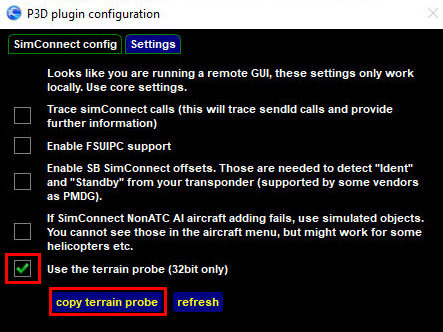 P3D plugin configuration
SimConnect config
Settings
Looks like you are running a remote GUI, these settings only work
locally. Use core settings.
Trace simConnect calls (this will trace sendId calls and provide
further information)
Enable FSUIPC support
Enable SB SimConnect offsets. Those are needed to detect "Ident"
and "Standby" from your transponder (supported by some vendors
as PMDG).
If SimConnect NonATC AI aircraft adding fails, use simulated objects.
You cannot see those in the aircraft menu, but might work for some
helicopters etc.
Use the terrain probe (32bit only)
copy terrain probe
refresh